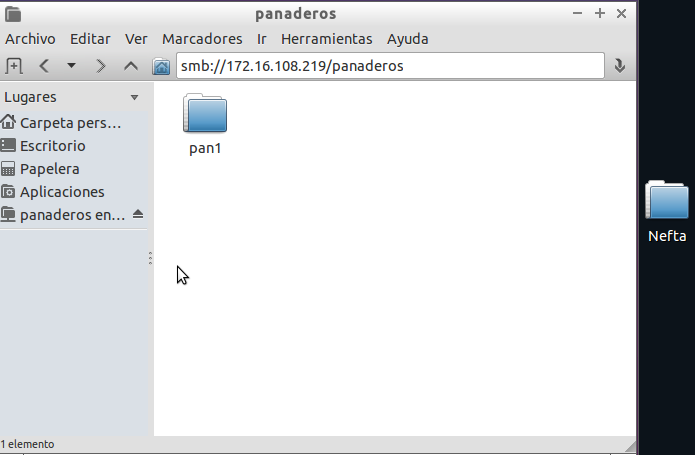 panaderos
Archivo Editar Ver Marcadores Ir Herramientas Ayuda
smb://172.16.108.219/panaderos
Lugares
Carpeta pers...
Escritorio
Papelera
Aplicaciones
panaderos en...
pan1
Nefta
1 elemento